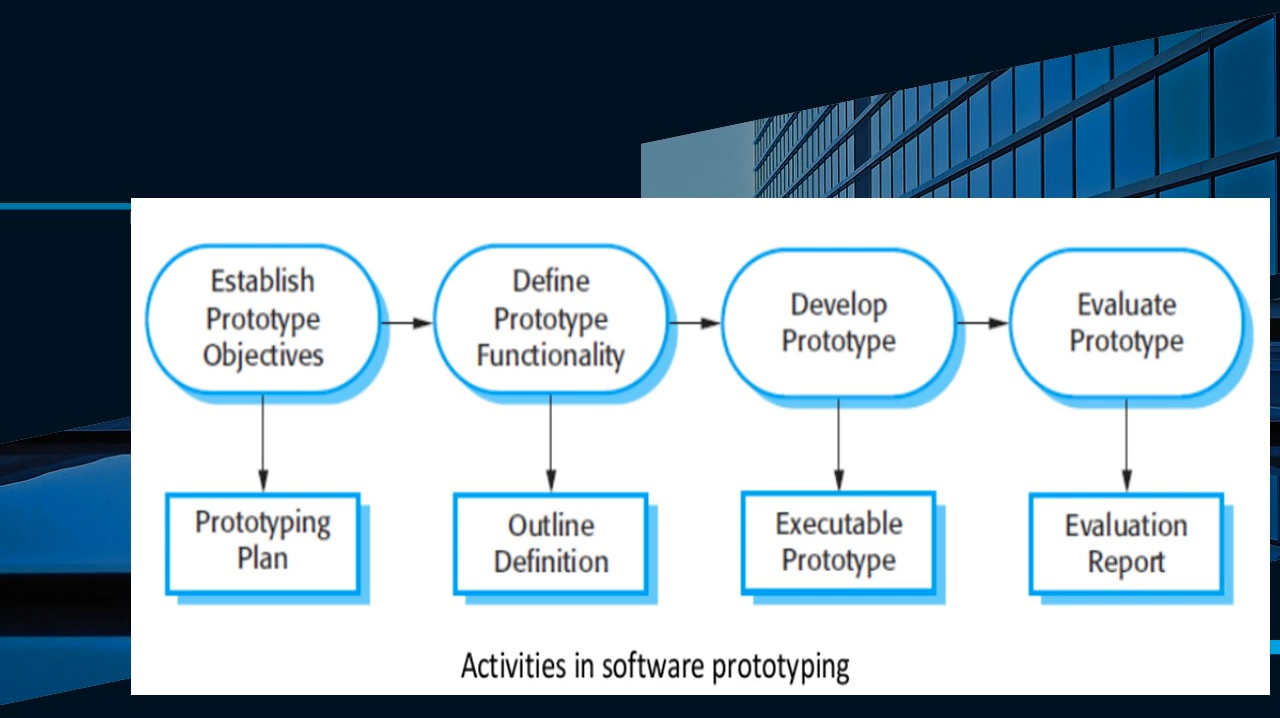 Establish
Prototype
Objectives
Define
Prototype
Functionality
Develop
Prototype
Evaluate
Prototype
Prototyping
Plan
Outline
Definition
Executable
Prototype
Evaluation
Report
Activities in software prototyping